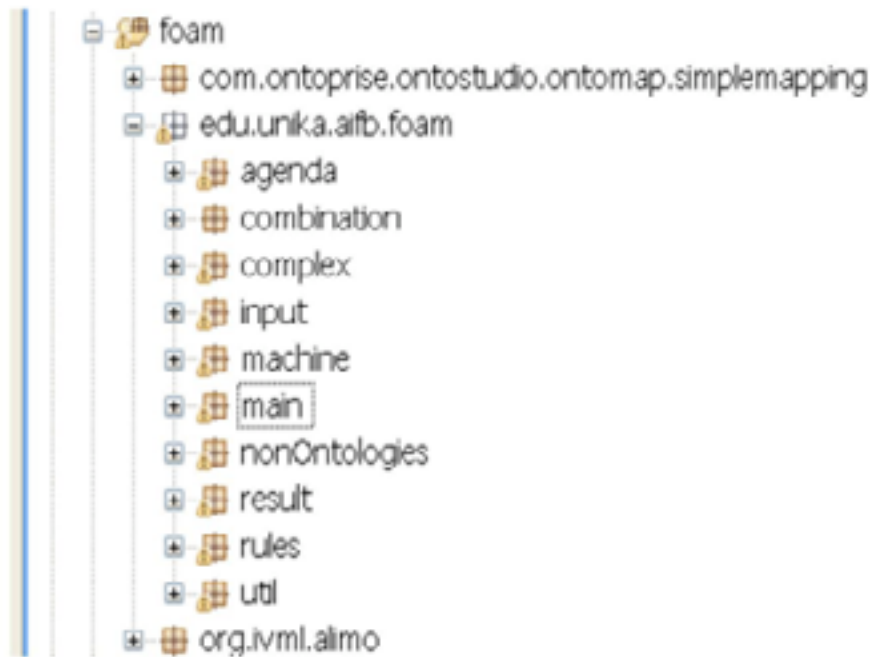 foam
com.ontoprise.ontostudio.ontomap.simplemapping
edu.unika.aifb.foam
agenda
combination
complex
input
machine
main
nonOntologies
result
rules
util
org.ivml.alimo